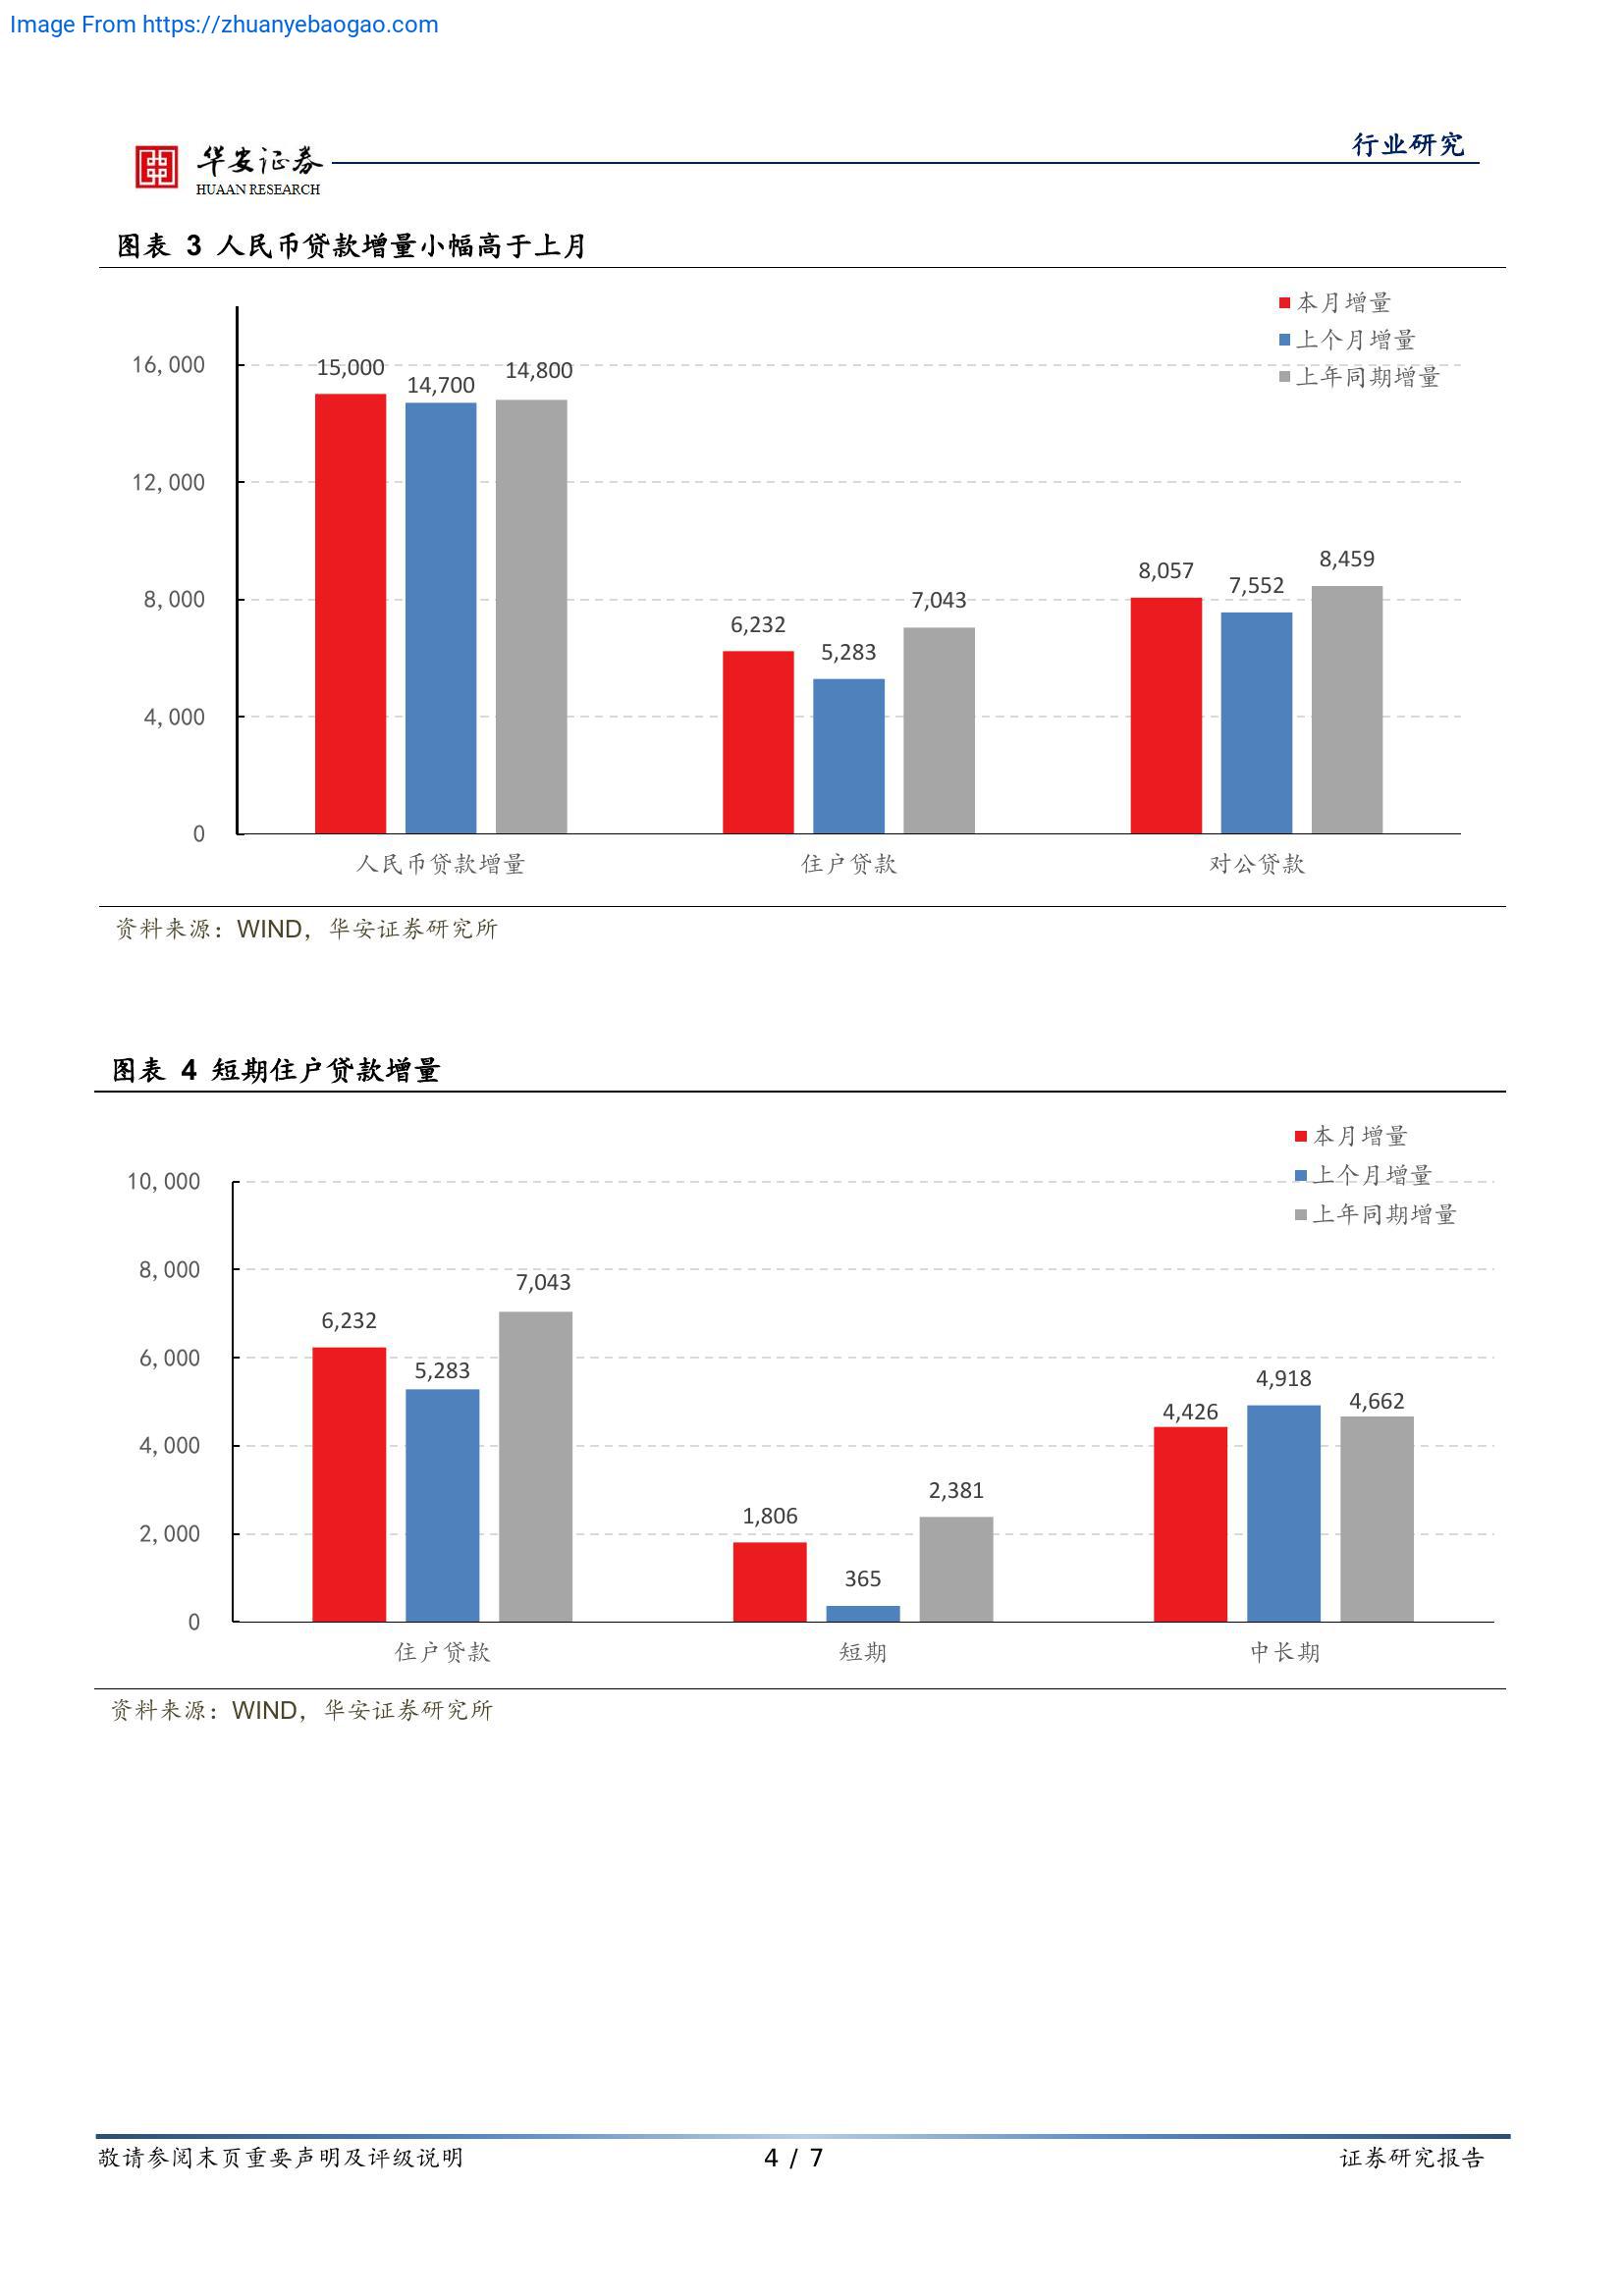 Image From https://zhuanyebaogao.com
华安证券
HUAAN RESEARCH
行业研究
图表 3 人民币贷款增量小幅高于上月
本月增量
上个月增量
上年同期增量
16,000
12,000
8,000
4,000
0
15,000
14,700
14,800
6,232
5,283
7,043
8,057
7,552
8,459
人民币贷款增量 住户贷款 对公贷款
资料来源：WIND，华安证券研究所
图表 4 短期住户贷款增量
本月增量
上个月增量
上年同期增量
10,000
8,000
6,000
4,000
2,000
0
6,232
5,283
7,043
1,806
365
2,381
4,426
4,918
4,662
住户贷款 短期 中长期
资料来源：WIND，华安证券研究所
敬请参阅末页重要声明及评级说明 4 / 7 证券研究报告